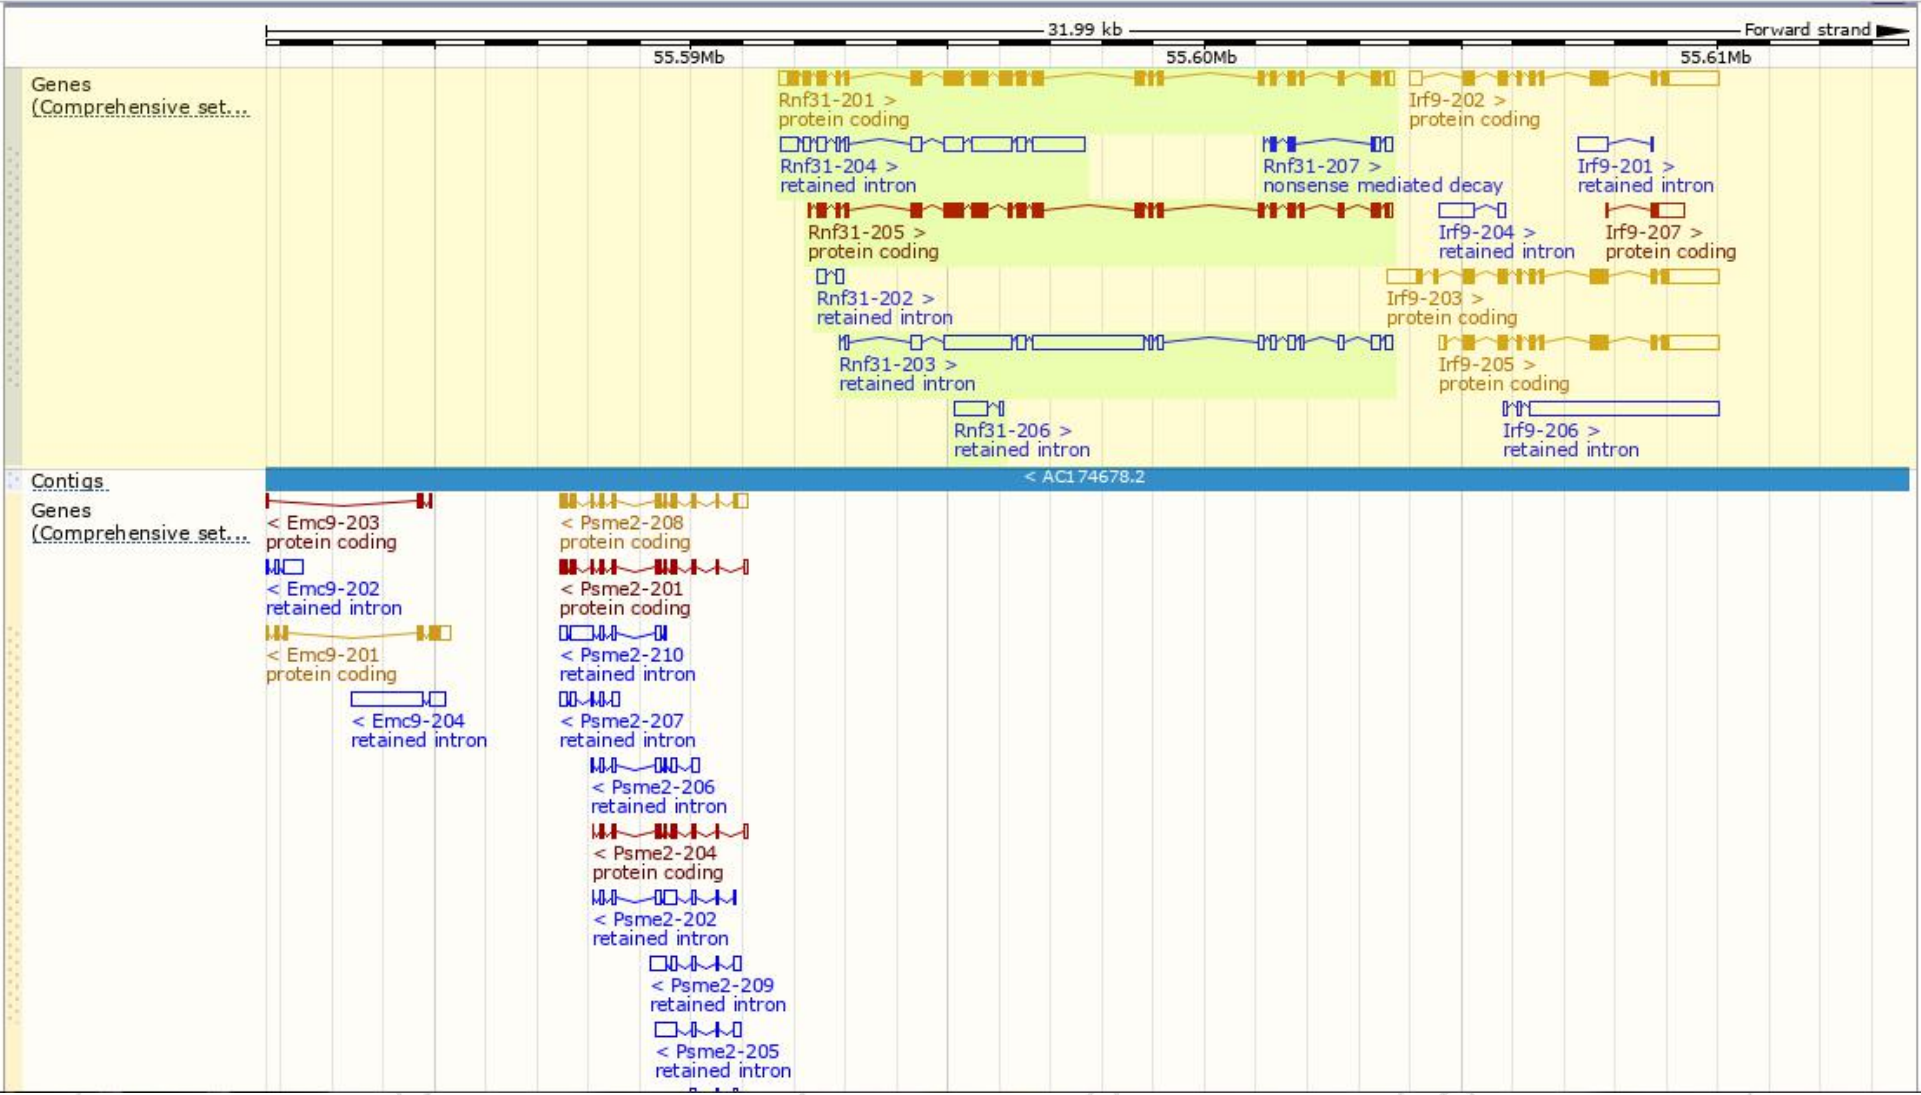 31.99 kb
Forward strand
55.59Mb 55.60Mb 55.61Mb
Genes
(Comprehensive set...
Rnf31-201 > Irf9-202 >
protein coding protein coding
Rnf31-204 > Rnf31-207 > Irf9-201 >
retained intron nonsense mediated decay retained intron
Rnf31-205 > Irf9-204 > Irf9-207 >
protein coding retained intron protein coding
Rnf31-202 > Irf9-203 >
retained intron protein coding
Rnf31-203 > Irf9-205 >
retained intron protein coding
Rnf31-206 > Irf9-206 >
retained intron retained intron
Contigs
< AC174678.2
Genes
(Comprehensive set...
< Emc9-203 < Psme2-208
protein coding protein coding
< Emc9-202 < Psme2-201
retained intron protein coding
< Emc9-201 < Psme2-210
protein coding retained intron
< Emc9-204 < Psme2-207
retained intron retained intron
< Psme2-206
retained intron
< Psme2-204
protein coding
< Psme2-202
retained intron
< Psme2-209
retained intron
< Psme2-205
retained intron